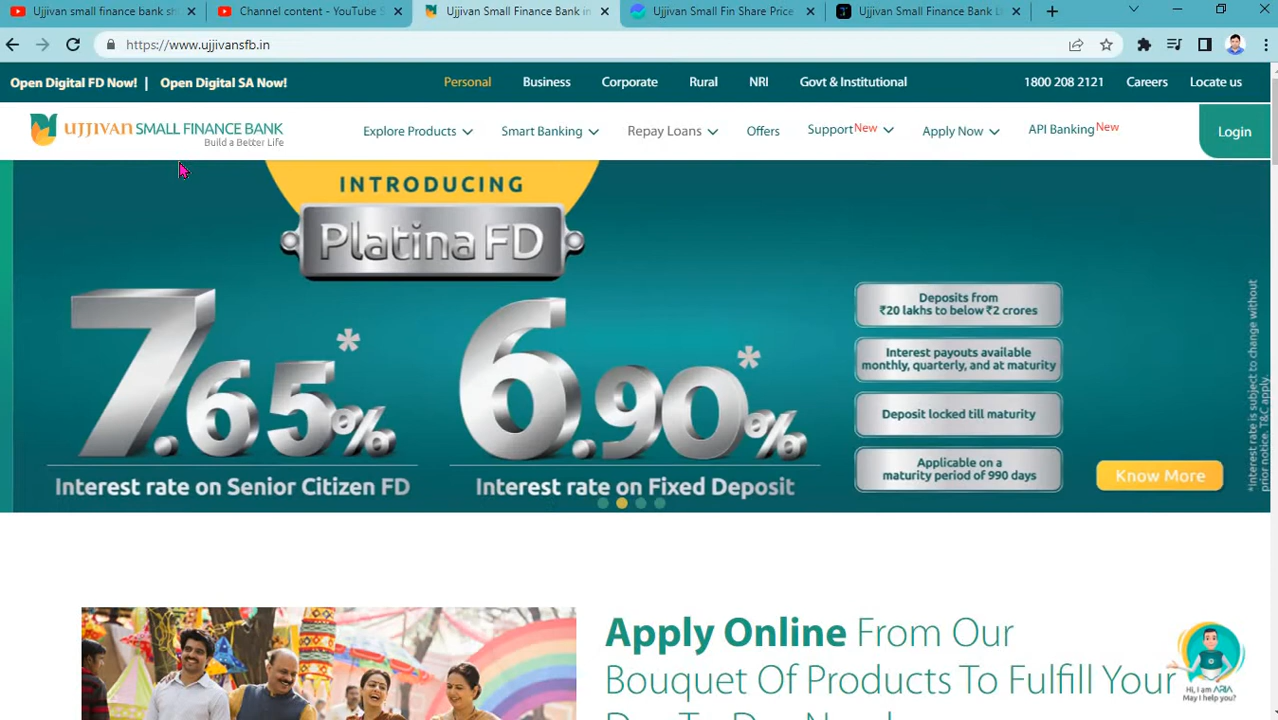 Ujjivan small finance bank sh
Channel content - YouTube S
Ujjivan Small Finance Bank in
Ujjivan Small Fin Share Price
Ujjivan Small Finance Bank L
https://www.ujjivansfb.in
Open Digital FD Now! | Open Digital SA Now!
Personal Business Corporate Rural NRI Govt & Institutional
1800 208 2121 Careers Locate us
UJJIVAN SMALL FINANCE BANK
Build a Better Life
Explore Products Smart Banking Repay Loans Offers Support New Apply Now API Banking New
Login
INTRODUCING
Platina FD
7.65%*
Interest rate on Senior Citizen FD
6.90%*
Interest rate on Fixed Deposit
Deposits from
₹20 lakhs to below ₹2 crores
Interest payouts available
monthly, quarterly, and at maturity
Deposit locked till maturity
Applicable on a
maturity period of 990 days
Know More
*Interest rate is subject to change without
prior notice. T&C apply.
Apply Online From Our
Bouquet Of Products To Fulfill Your
Hi, I am ARIA
May I help you?